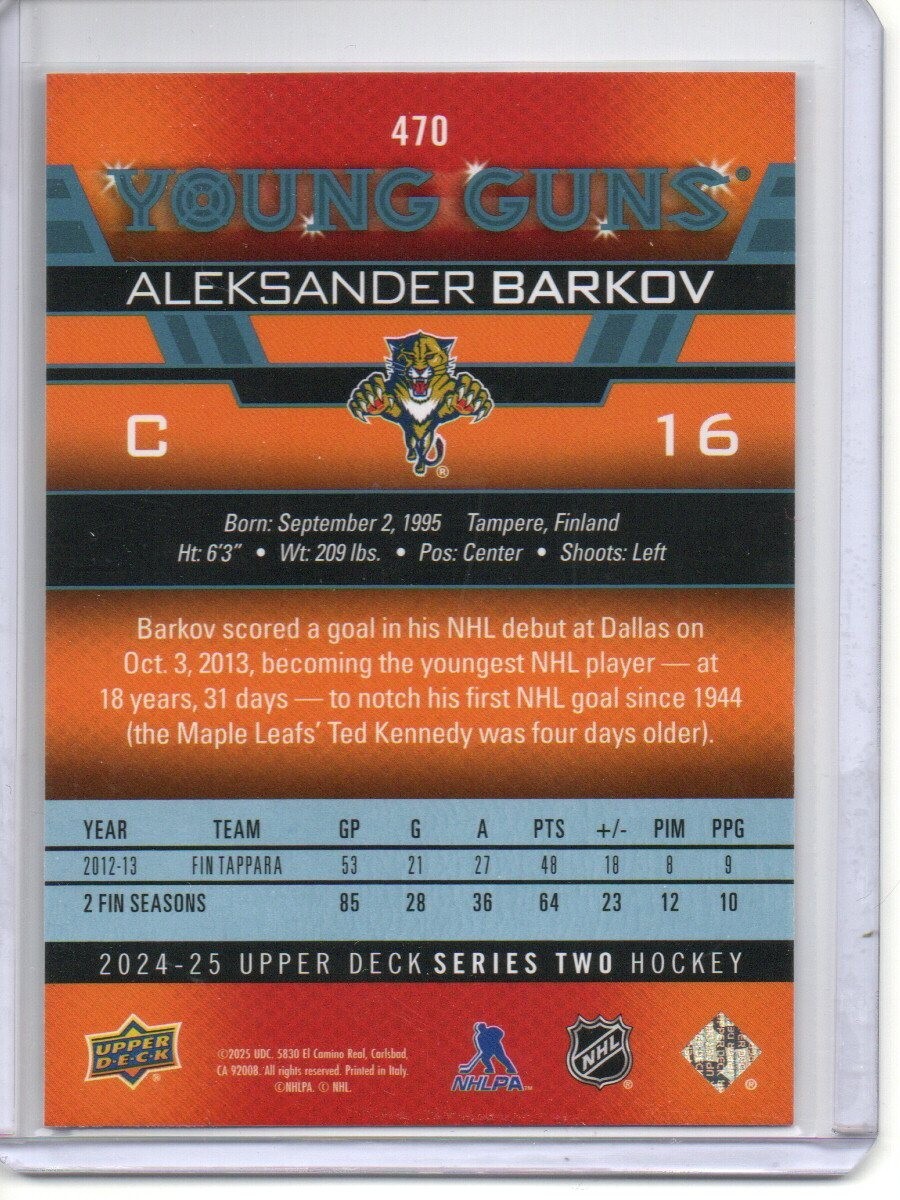 470
YOUNG GUNS
ALEKSANDER BARKOV
C 16
®
Born: September 2, 1995 Tampere, Finland
Ht: 6'3" • Wt: 209 lbs. • Pos: Center • Shoots: Left
Barkov scored a goal in his NHL debut at Dallas on
Oct. 3, 2013, becoming the youngest NHL player — at
18 years, 31 days — to notch his first NHL goal since 1944
(the Maple Leafs' Ted Kennedy was four days older).
YEAR TEAM GP G A PTS +/- PIM PPG
2012-13 FIN TAPPARA 53 21 27 48 18 8 9
2 FIN SEASONS 85 28 36 64 23 12 10
2024-25 UPPER DECK SERIES TWO HOCKEY
UPPER
D·E·C·K
®
©2025 UDC. 5830 El Camino Real, Carlsbad,
CA 92008. All rights reserved. Printed in Italy.
©NHLPA. © NHL.
NHLPA™
NHL
®
®